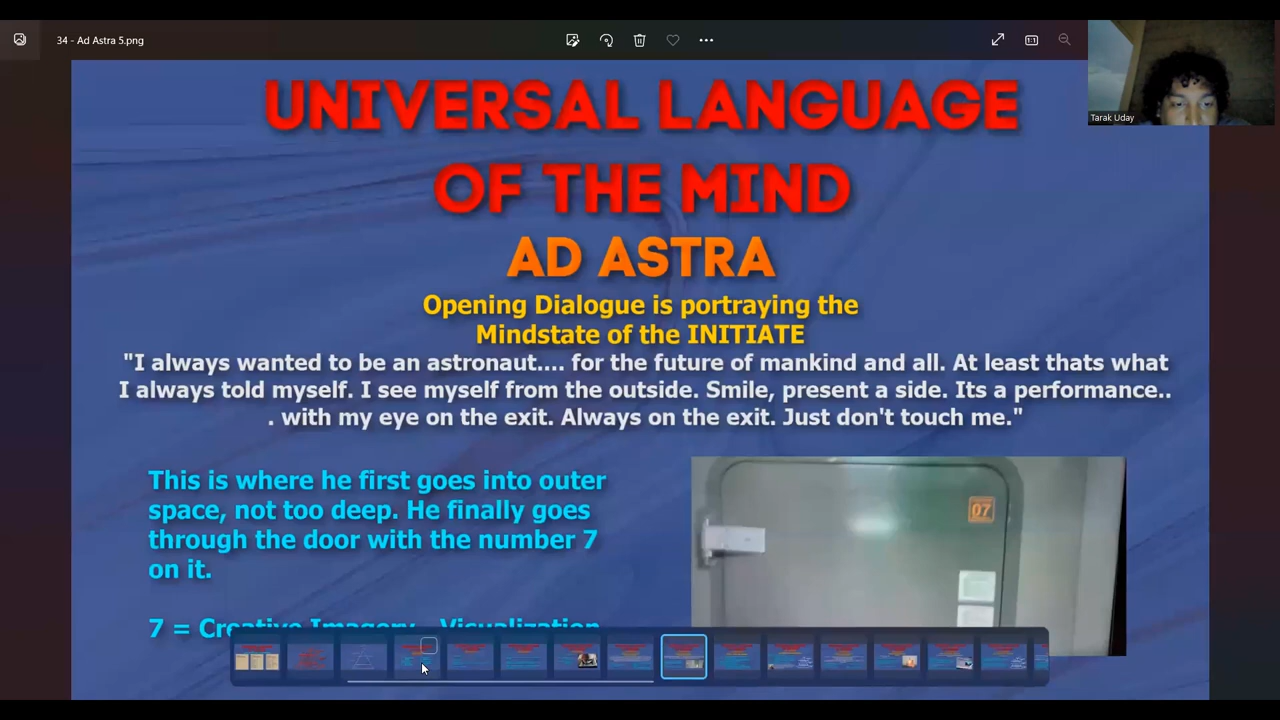 34 - Ad Astra 5.png
Tarak Uday
UNIVERSAL LANGUAGE
OF THE MIND
AD ASTRA
Opening Dialogue is portraying the
Mindstate of the INITIATE
"I always wanted to be an astronaut.... for the future of mankind and all. At least thats what
I always told myself. I see myself from the outside. Smile, present a side. Its a performance..
. with my eye on the exit. Always on the exit. Just don't touch me."
This is where he first goes into outer
space, not too deep. He finally goes
through the door with the number 7
on it.
07
7 = Creative Imagery - Visualization